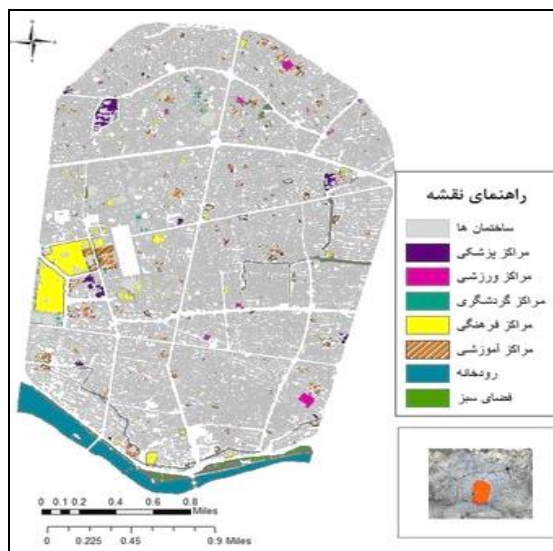 راهنمای نقشه
ساختمان ها
مراکز پزشکی
مراکز ورزشی
مراکز گردشگری
مراکز فرهنگی
مراکز آموزشی
رودخانه
فضای سبز
0 0.1 0.2 0.4 0.6 0.8
Miles
0 0.225 0.45 0.9 Miles